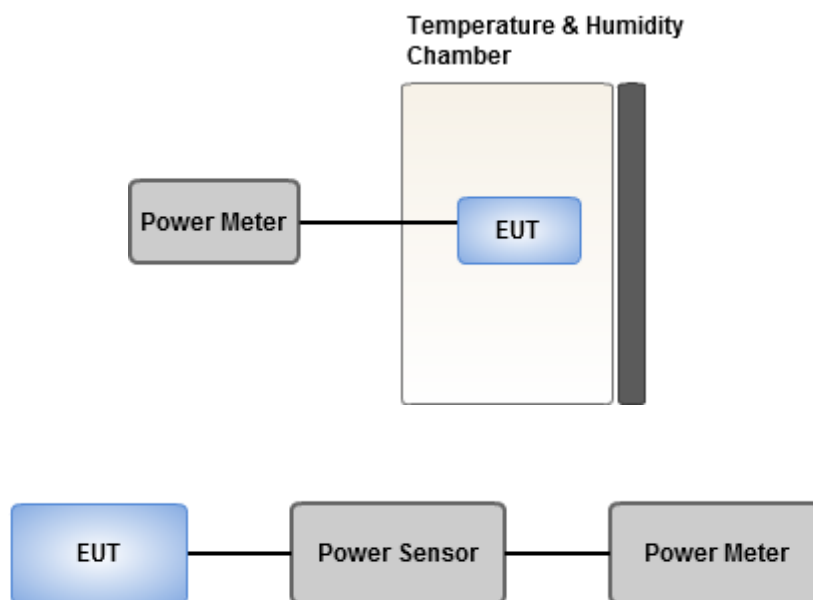 Temperature & Humidity
Chamber
Power Meter
EUT
EUT
Power Sensor
Power Meter